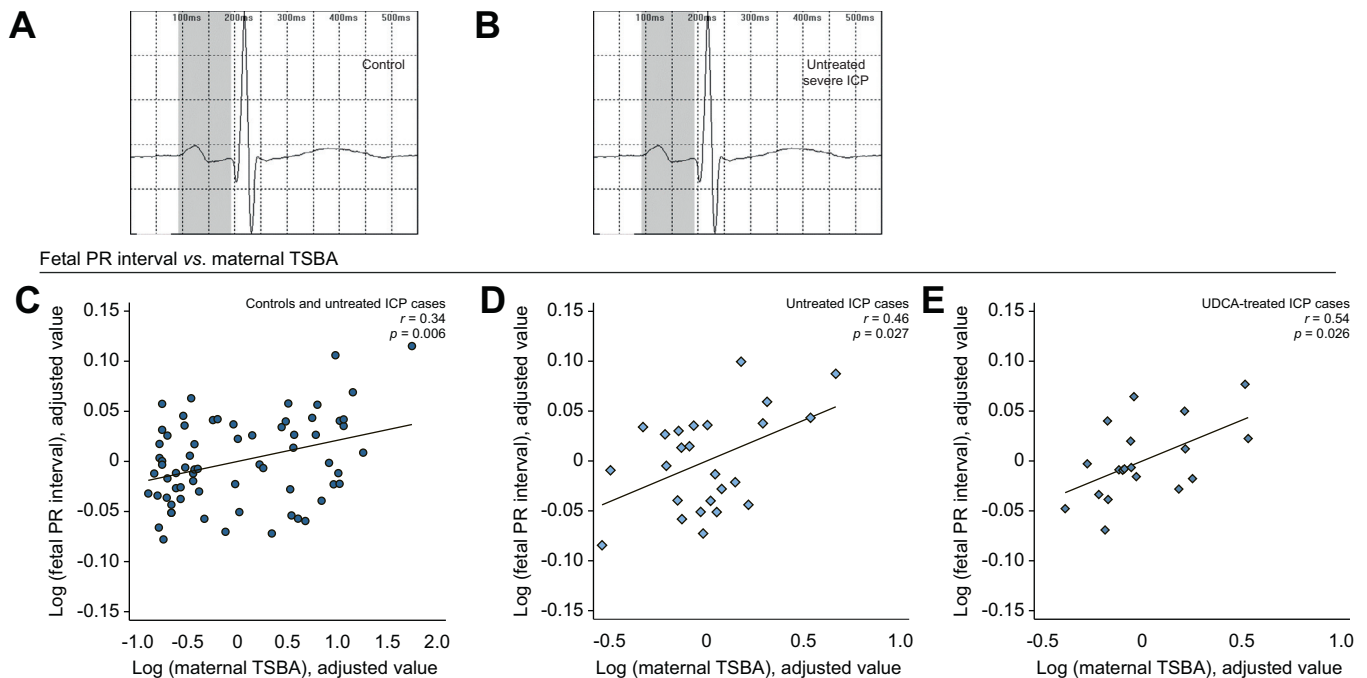 A
100ms 200ms 300ms 400ms 500ms
Control
B
100ms 200ms 300ms 400ms 500ms
Untreated
severe ICP
Fetal PR interval vs. maternal TSBA
C
Controls and untreated ICP cases
r = 0.34
p = 0.006
Log (fetal PR interval), adjusted value
0.15
0.10
0.05
0
-0.05
-0.10
-0.15
-1.0 -0.5 0 0.5 1.0 1.5 2.0
Log (maternal TSBA), adjusted value
D
Untreated ICP cases
r = 0.46
p = 0.027
Log (fetal PR interval), adjusted value
0.15
0.10
0.05
0
-0.05
-0.10
-0.15
-0.5 0 0.5 1.0
Log (maternal TSBA), adjusted value
E
UDCA-treated ICP cases
r = 0.54
p = 0.026
Log (fetal PR interval), adjusted value
0.15
0.10
0.05
0
-0.05
-0.10
-0.15
-0.5 0 0.5 1.0
Log (maternal TSBA), adjusted value